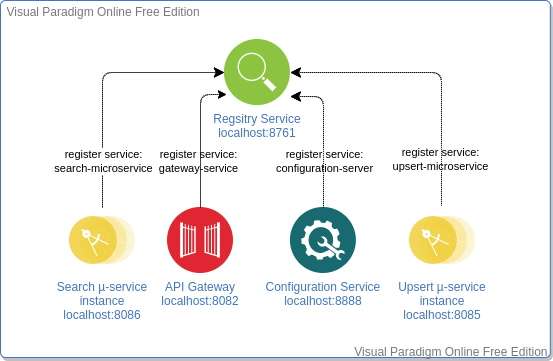 Visual Paradigm Online Free Edition
Regsitry Service
localhost:8761
register service:
search-microservice
register service:
gateway-service
register service:
configuration-server
register service:
upsert-microservice
Search µ-service
instance
localhost:8086
API Gateway
localhost:8082
Configuration Service
localhost:8888
Upsert µ-service
instance
localhost:8085
Visual Paradigm Online Free Edition